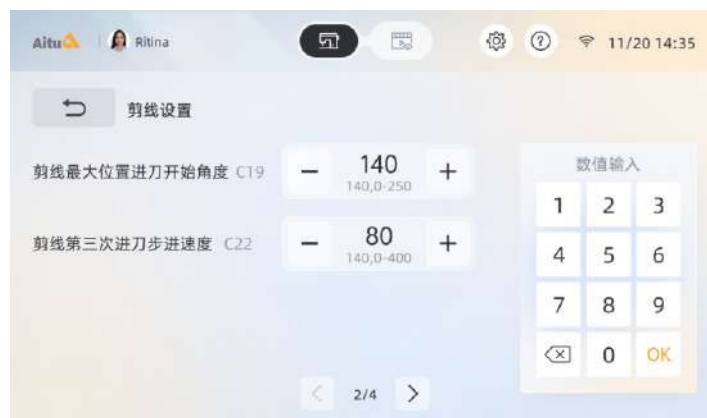 Aitu Ritina 11/20 14:35
剪线设置
剪线最大位置进刀开始角度 C19 − 140 +
140,0-250
剪线第三次进刀步进速度 C22 − 80 +
140,0-400
数值输入
1 2 3
4 5 6
7 8 9
0 OK
< 2/4 >